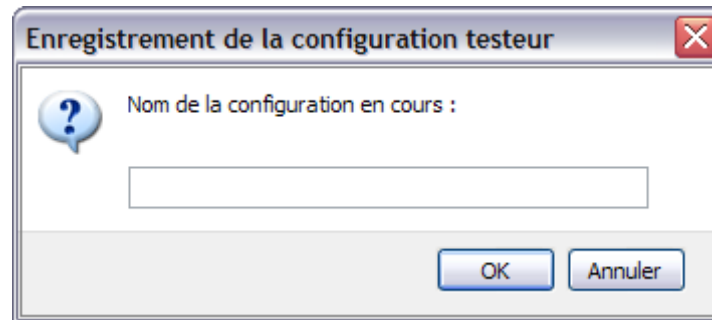 Enregistrement de la configuration testeur
Nom de la configuration en cours :
OK
Annuler